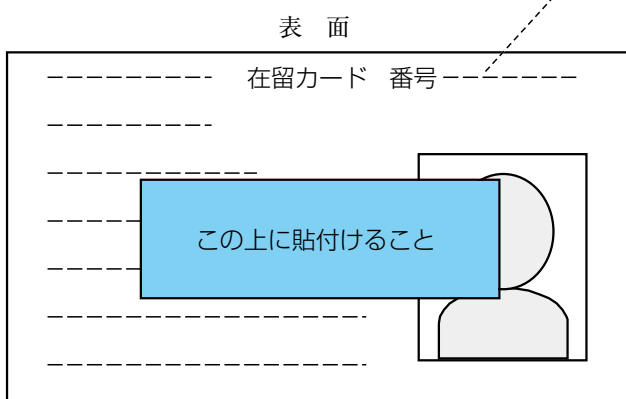 表 面
在留カード 番号
この上に貼付けること